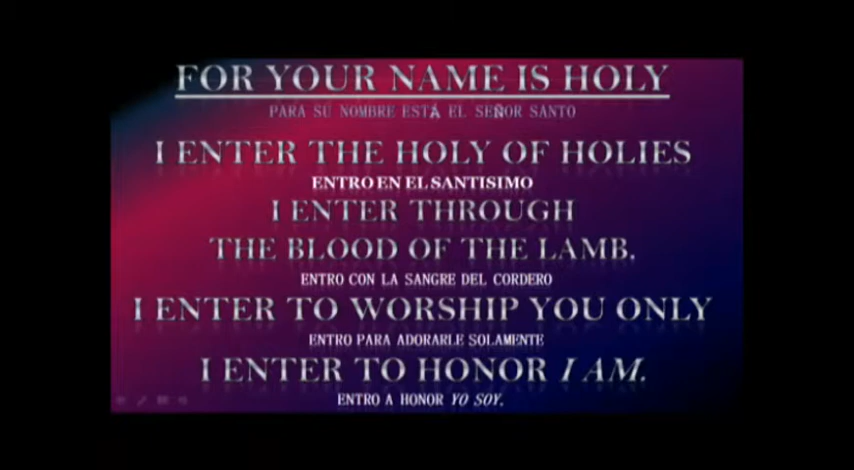 FOR YOUR NAME IS HOLY
PARA SU NOMBRE ESTÁ EL SEÑOR SANTO
I ENTER THE HOLY OF HOLIES
ENTRO EN EL SANTISIMO
I ENTER THROUGH
THE BLOOD OF THE LAMB.
ENTRO CON LA SANGRE DEL CORDERO
I ENTER TO WORSHIP YOU ONLY
ENTRO PARA ADORARLE SOLAMENTE
I ENTER TO HONOR I AM.
ENTRO A HONOR YO SOY.